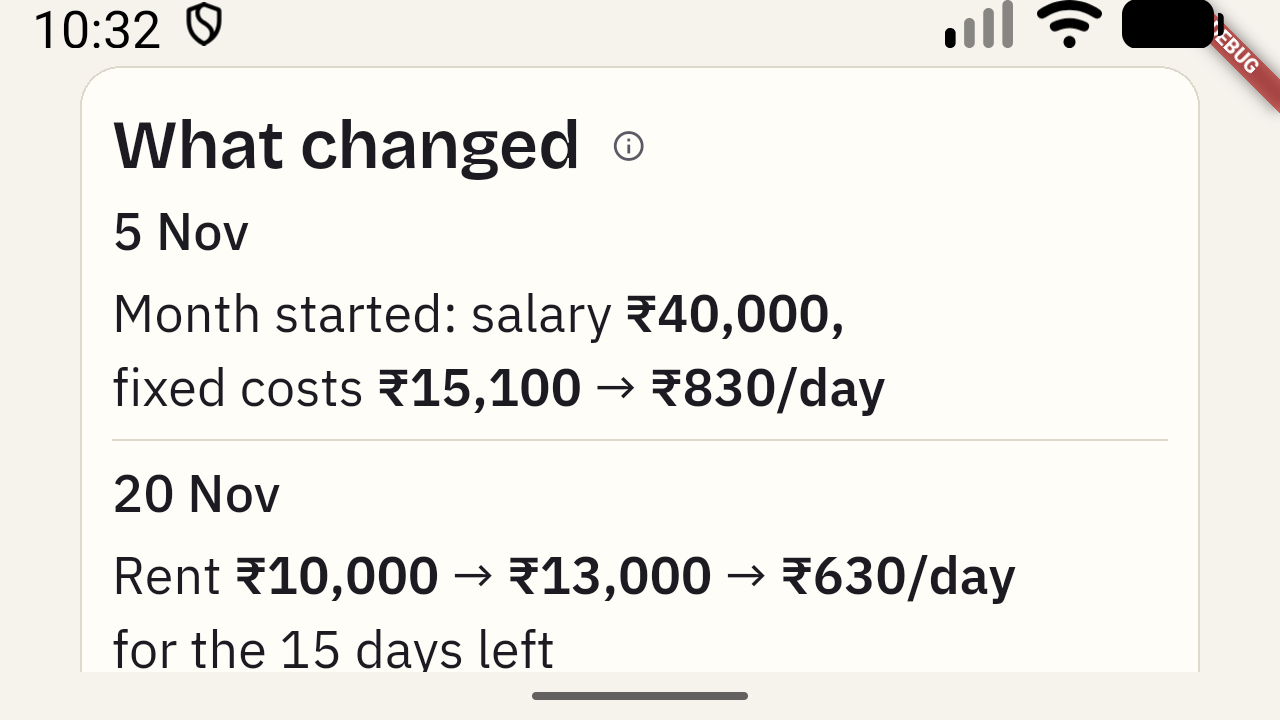 10:32
DEBUG
What changed
5 Nov
Month started: salary ₹40,000,
fixed costs ₹15,100 → ₹830/day
20 Nov
Rent ₹10,000 → ₹13,000 → ₹630/day
for the 15 days left